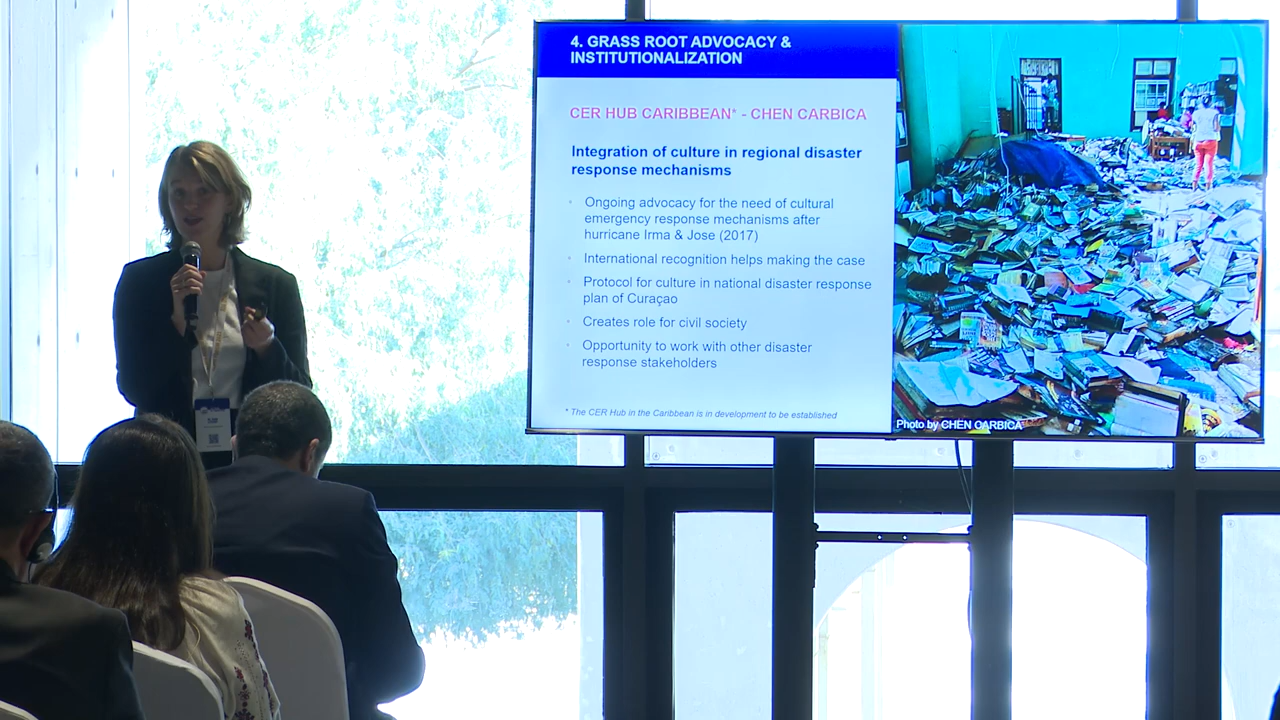 4. GRASS ROOT ADVOCACY &
INSTITUTIONALIZATION
CER HUB CARIBBEAN* - CHEN CARBICA
Integration of culture in regional disaster
response mechanisms
Ongoing advocacy for the need of cultural
emergency response mechanisms after
hurricane Irma & Jose (2017)
International recognition helps making the case
Protocol for culture in national disaster response
plan of Curaçao
Creates role for civil society
Opportunity to work with other disaster
response stakeholders
* The CER Hub in the Caribbean is in development to be established
Photo by CHEN CARBICA